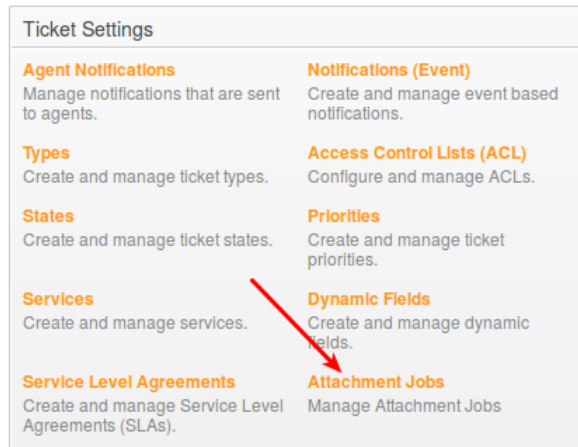 Ticket Settings
Agent Notifications
Manage notifications that are sent
to agents.
Notifications (Event)
Create and manage event based
notifications.
Types
Create and manage ticket types.
Access Control Lists (ACL)
Configure and manage ACLs.
States
Create and manage ticket states.
Priorities
Create and manage ticket
priorities.
Services
Create and manage services.
Dynamic Fields
Create and manage dynamic
fields.
Service Level Agreements
Create and manage Service Level
Agreements (SLAs).
Attachment Jobs
Manage Attachment Jobs